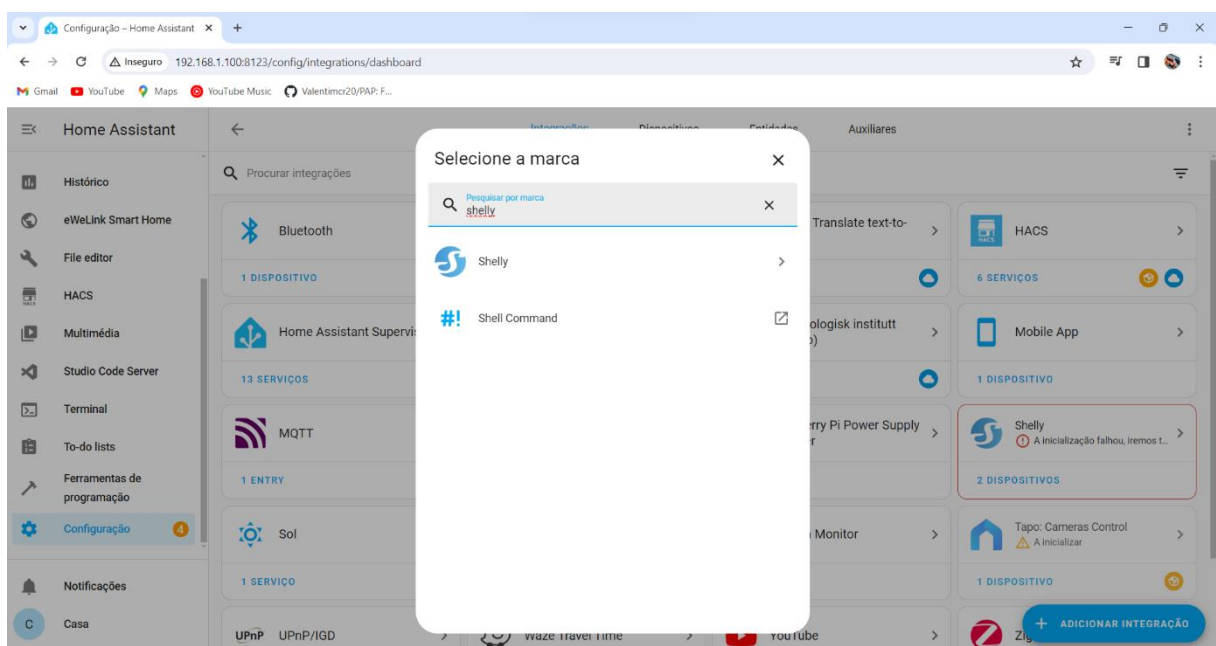 Configuração – Home Assistant
Inseguro 192.168.1.100:8123/config/integrations/dashboard
Gmail YouTube Maps YouTube Music Valentimcr20/PAP: F...
Home Assistant
Auxiliares
Selecione a marca
Pesquisar por marca
shelly
Shelly
Shell Command
Histórico
eWeLink Smart Home
File editor
HACS
Multimédia
Studio Code Server
Terminal
To-do lists
Ferramentas de
programação
Configuração 4
Notificações
C Casa
Procurar integrações
Bluetooth
1 DISPOSITIVO
Translate text-to-
HACS
HACS
6 SERVIÇOS
Home Assistant Supervi
13 SERVIÇOS
ologisk institutt
Mobile App
1 DISPOSITIVO
MQTT
1 ENTRY
rry Pi Power Supply
Shelly
A inicialização falhou, iremos t...
2 DISPOSITIVOS
Sol
1 SERVIÇO
Monitor
Tapo: Cameras Control
A inicializar
1 DISPOSITIVO
UPnP UPnP/IGD
Waze Travel Time
YouTube
+ ADICIONAR INTEGRAÇÃO